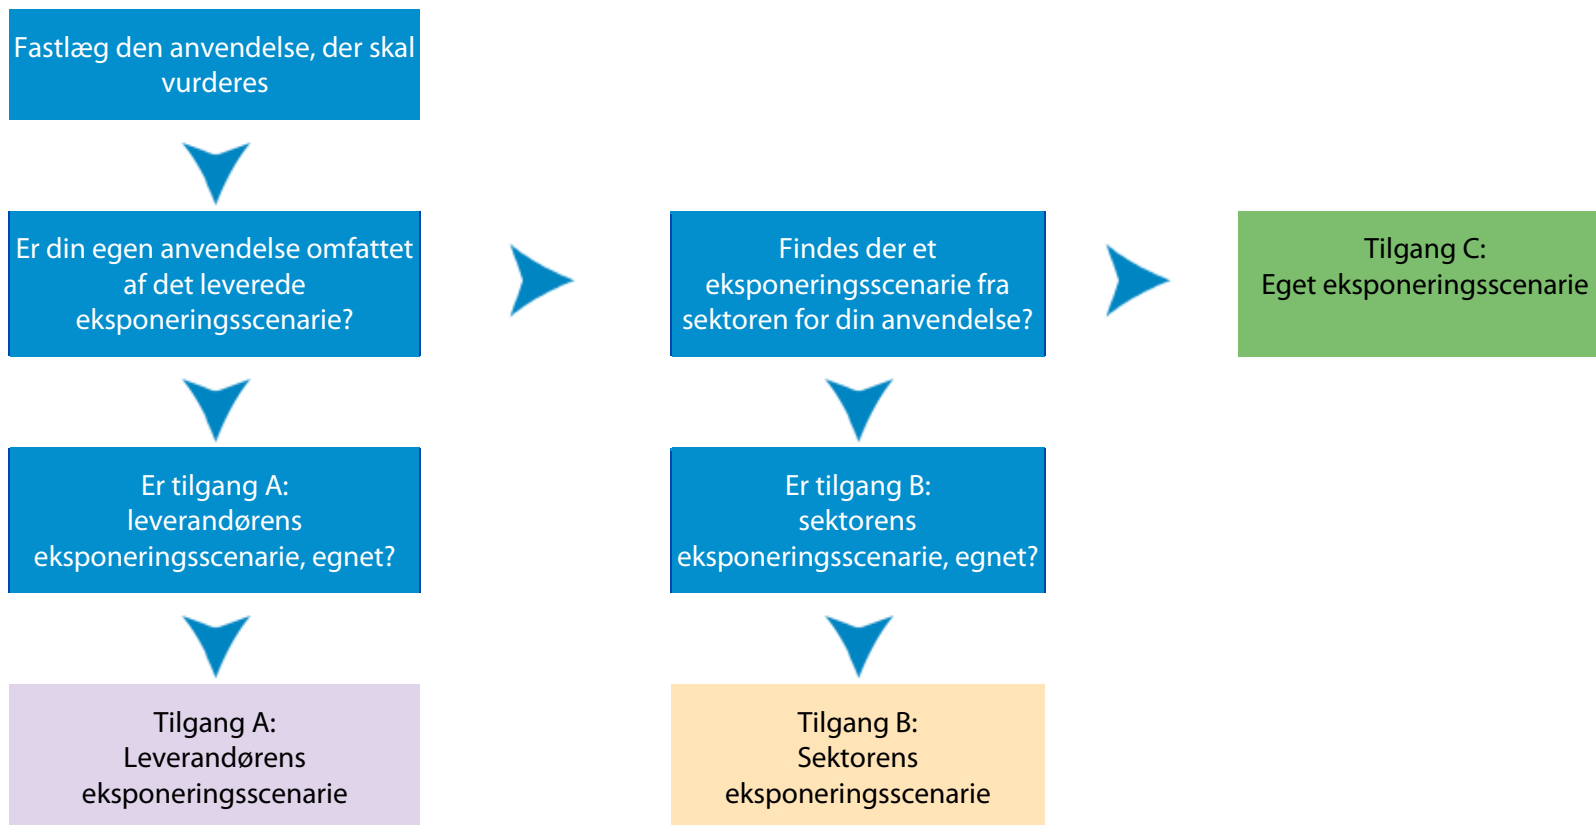 Fastlæg den anvendelse, der skal
vurderes
Er din egen anvendelse omfattet
af det leverede
eksponeringsscenarie?
Findes der et
eksponeringsscenarie fra
sektoren for din anvendelse?
Tilgang C:
Eget eksponeringsscenarie
Er tilgang A:
leverandørens
eksponeringsscenarie, egnet?
Er tilgang B:
sektorens
eksponeringsscenarie, egnet?
Tilgang A:
Leverandørens
eksponeringsscenarie
Tilgang B:
Sektorens
eksponeringsscenarie